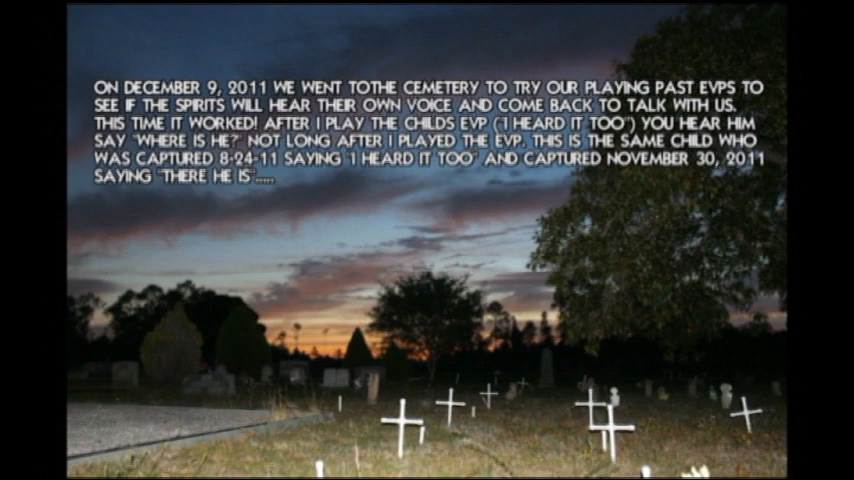 ON DECEMBER 9, 2011 WE WENT TOTHE CEMETERY TO TRY OUR PLAYING PAST EVPS TO
SEE IF THE SPIRITS WILL HEAR THEIR OWN VOICE AND COME BACK TO TALK WITH US.
THIS TIME IT WORKED! AFTER I PLAY THE CHILDS EVP ("I HEARD IT TOO") YOU HEAR HIM
SAY "WHERE IS HE?" NOT LONG AFTER I PLAYED THE EVP. THIS IS THE SAME CHILD WHO
WAS CAPTURED 8-24-11 SAYING "I HEARD IT TOO" AND CAPTURED NOVEMBER 30, 2011
SAYING "THERE HE IS".....